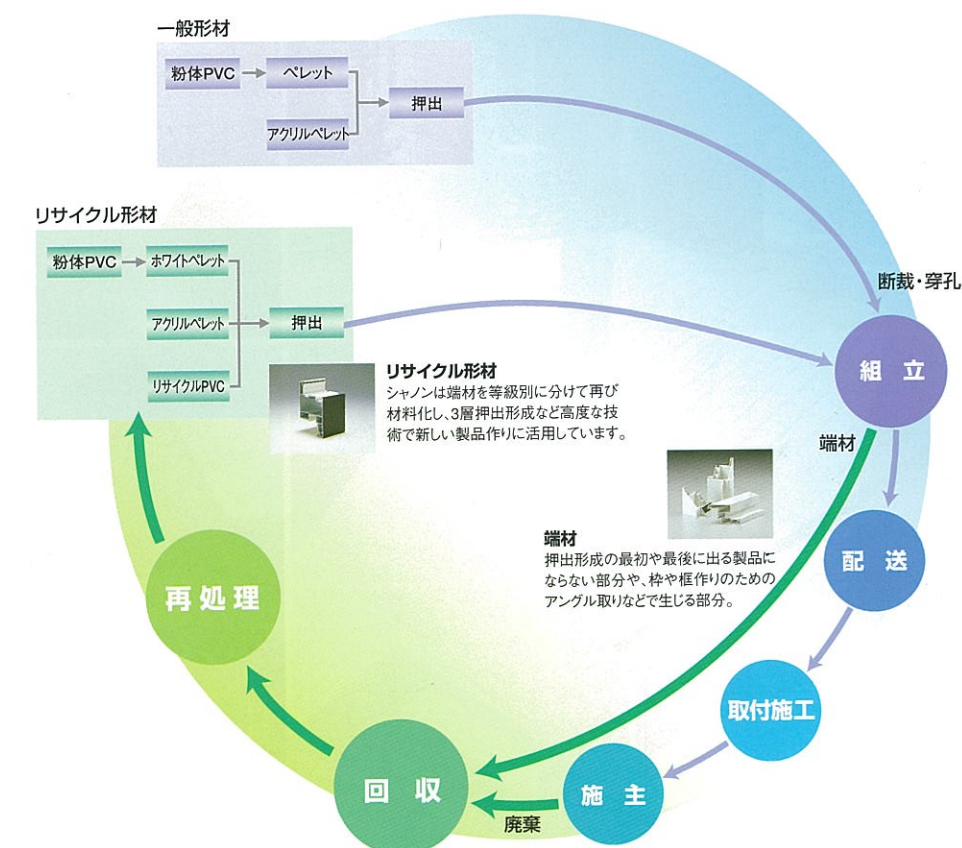 一般形材
粉体PVC
ペレット
アクリルペレット
押出
リサイクル形材
粉体PVC
ホワイトペレット
アクリルペレット
リサイクルPVC
押出
断裁・穿孔
組立
リサイクル形材
シャノンは端材を等級別に分けて再び
材料化し、3層押出形成など高度な技
術で新しい製品作りに活用しています。
端材
端材
押出形成の最初や最後に出る製品に
ならない部分や、枠や框作りのための
アングル取りなどで生じる部分。
配送
再処理
取付施工
回収
施主
廃棄